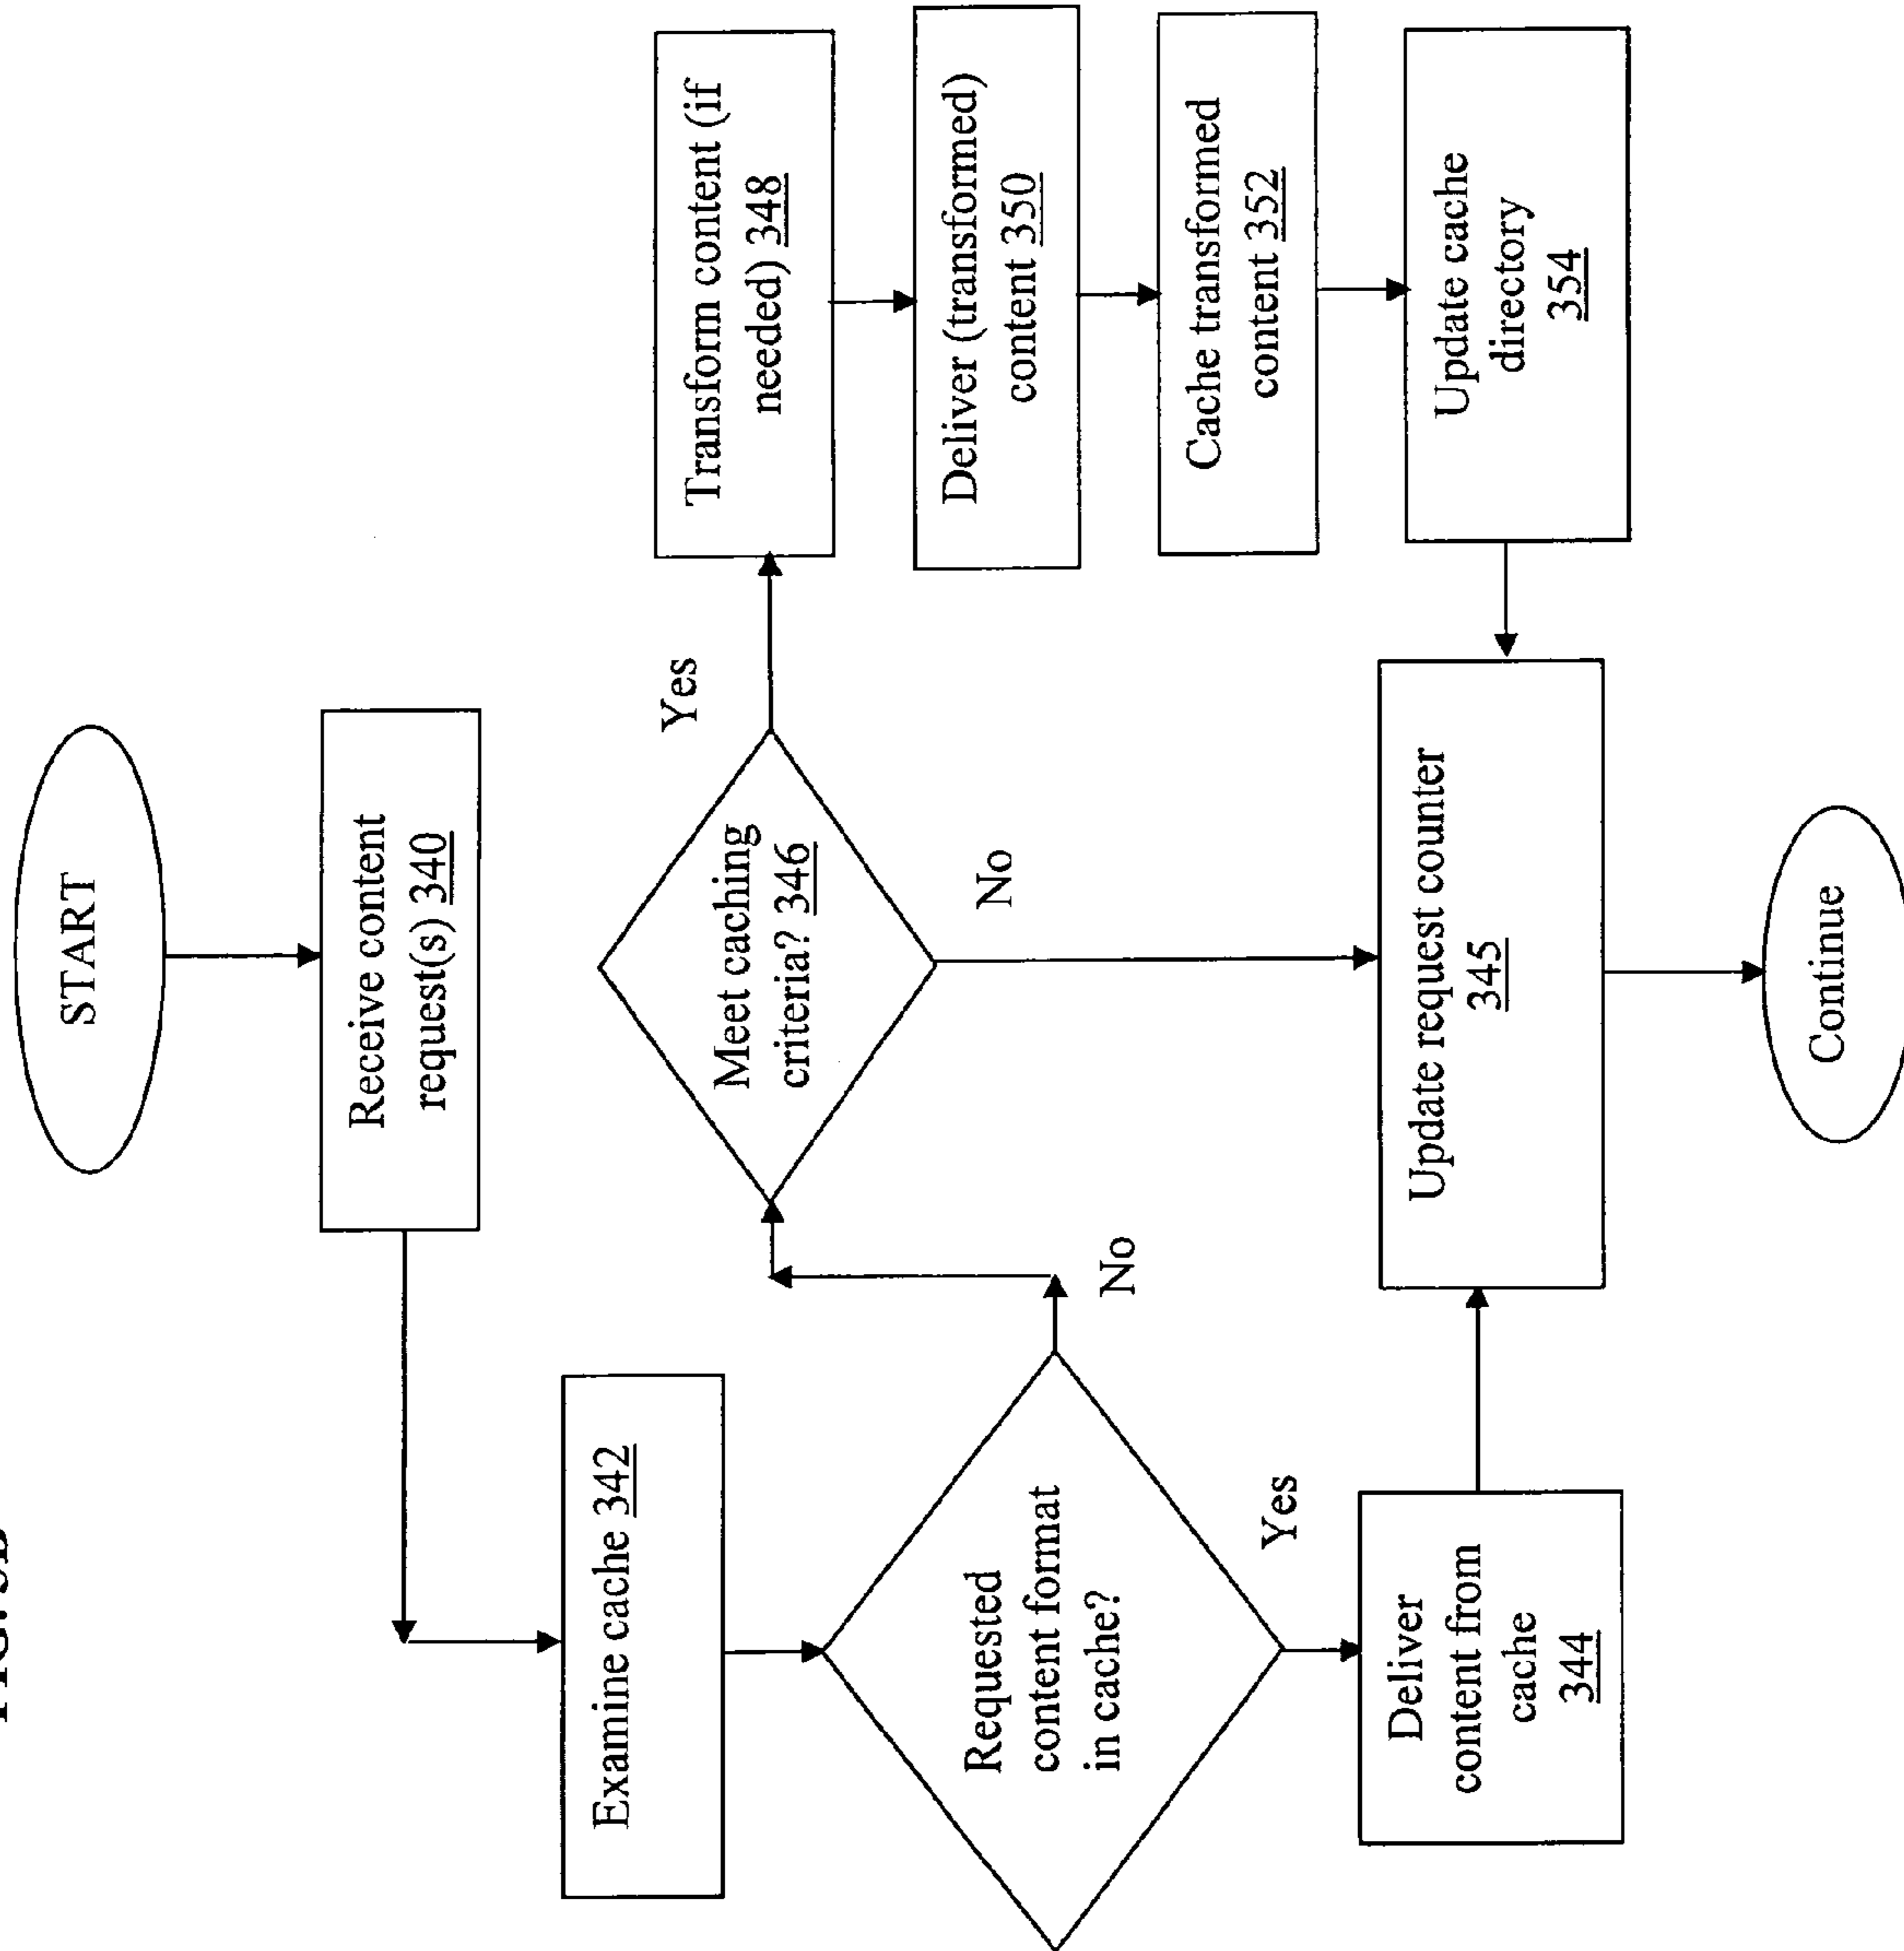 START
Receive content
request(s) 340
Examine cache 342
Requested
content format
in cache?
Yes
No
Deliver
content from
cache
344
Meet caching
criteria? 346
Yes
No
Transform content (if
needed) 348
Deliver (transformed)
content 350
Cache transformed
content 352
Update cache
directory
354
Update request counter
345
Continue